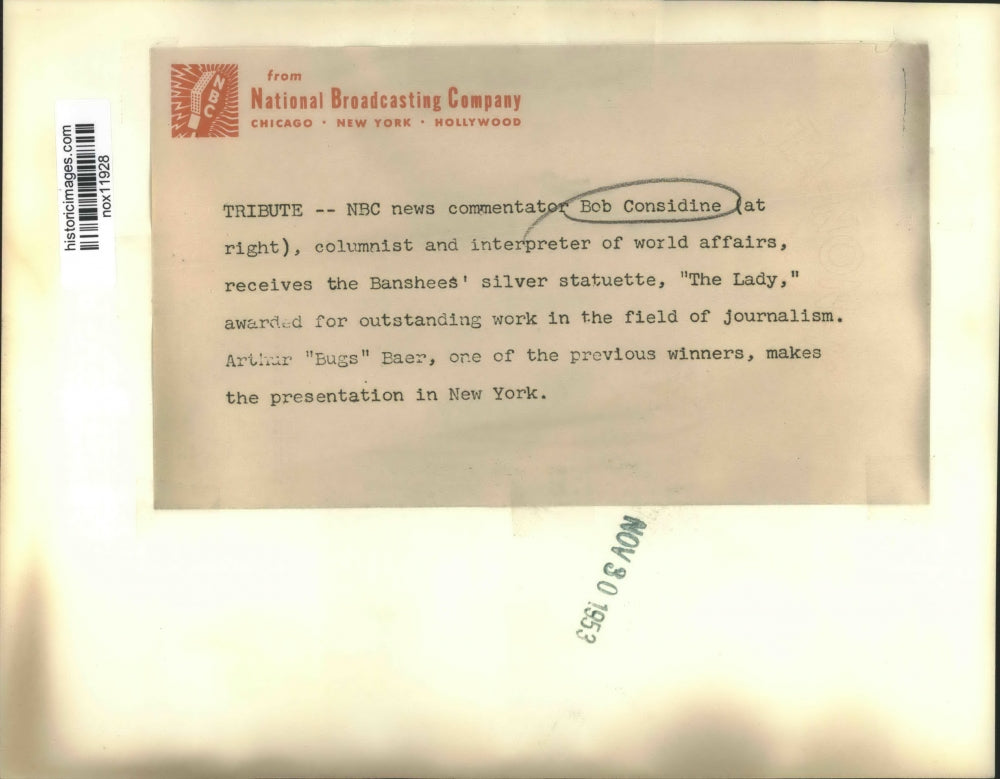 NBC
from
National Broadcasting Company
CHICAGO · NEW YORK · HOLLYWOOD
historicimages.com
nox11928
TRIBUTE -- NBC news commentator Bob Considine (at
right), columnist and interpreter of world affairs,
receives the Banshees' silver statuette, "The Lady,"
awarded for outstanding work in the field of journalism.
Arthur "Bugs" Baer, one of the previous winners, makes
the presentation in New York.
NOV 30 1953